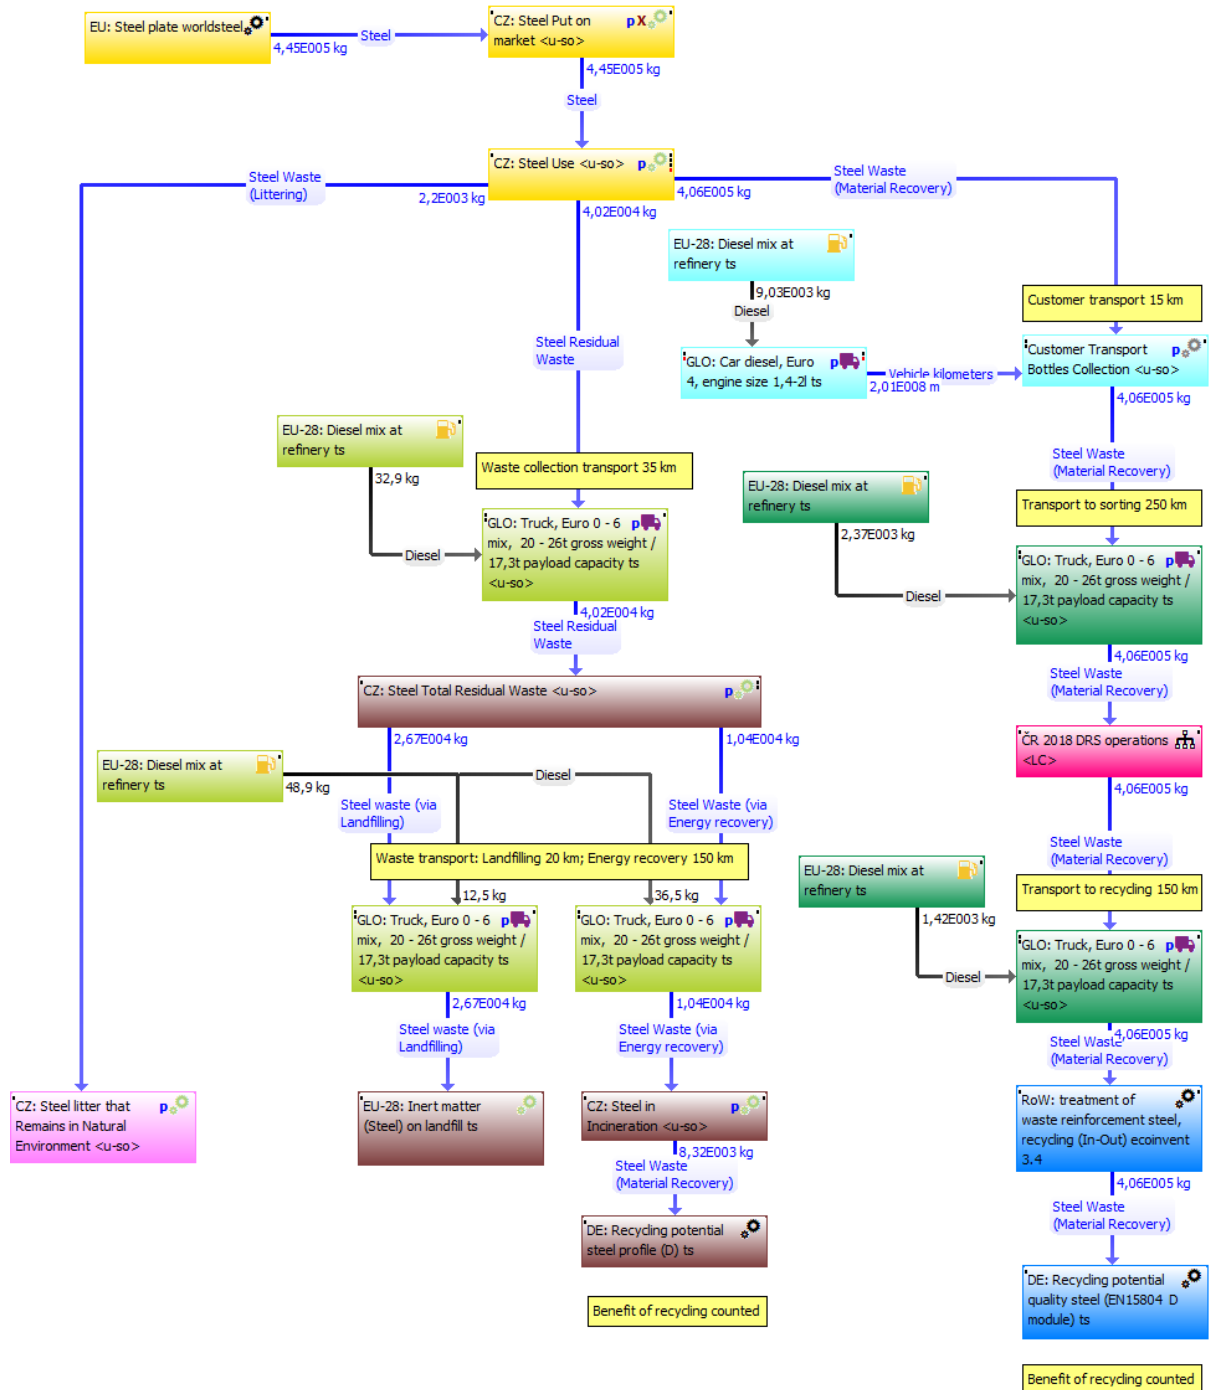 EU: Steel plate worldsteel
4,45E005 kg
Steel
CZ: Steel Put on
market <u-so>
pX
4,45E005 kg
Steel
CZ: Steel Use <u-so>
p
Steel Waste
(Littering)
2,2E003 kg
4,02E004 kg
4,06E005 kg
Steel Waste
(Material Recovery)
EU-28: Diesel mix at
refinery ts
9,03E003 kg
Diesel
Customer transport 15 km
Steel Residual
Waste
GLO: Car diesel, Euro
4, engine size 1,4-2l ts
p
Vehicle kilometers
2,01E008 m
Customer Transport
Bottles Collection <u-so>
p
4,06E005 kg
EU-28: Diesel mix at
refinery ts
32,9 kg
Waste collection transport 35 km
Steel Waste
(Material Recovery)
EU-28: Diesel mix at
refinery ts
2,37E003 kg
Transport to sorting 250 km
GLO: Truck, Euro 0 - 6
mix, 20 - 26t gross weight /
17,3t payload capacity ts
<u-so>
p
Diesel
4,02E004 kg
Steel Residual
Waste
GLO: Truck, Euro 0 - 6
mix, 20 - 26t gross weight /
17,3t payload capacity ts
<u-so>
p
Diesel
4,06E005 kg
Steel Waste
(Material Recovery)
CZ: Steel Total Residual Waste <u-so>
p
2,67E004 kg
1,04E004 kg
ČR 2018 DRS operations
<LC>
4,06E005 kg
EU-28: Diesel mix at
refinery ts
48,9 kg
Diesel
Steel waste (via
Landfilling)
Steel Waste (via
Energy recovery)
Waste transport: Landfilling 20 km; Energy recovery 150 km
12,5 kg
36,5 kg
Steel Waste
(Material Recovery)
EU-28: Diesel mix at
refinery ts
1,42E003 kg
Transport to recycling 150 km
GLO: Truck, Euro 0 - 6
mix, 20 - 26t gross weight /
17,3t payload capacity ts
<u-so>
p
GLO: Truck, Euro 0 - 6
mix, 20 - 26t gross weight /
17,3t payload capacity ts
<u-so>
p
GLO: Truck, Euro 0 - 6
mix, 20 - 26t gross weight /
17,3t payload capacity ts
<u-so>
p
Diesel
2,67E004 kg
1,04E004 kg
4,06E005 kg
Steel waste (via
Landfilling)
Steel Waste (via
Energy recovery)
Steel Waste
(Material Recovery)
CZ: Steel litter that
Remains in Natural
Environment <u-so>
p
EU-28: Inert matter
(Steel) on landfill ts
CZ: Steel in
Incineration <u-so>
p
8,32E003 kg
Steel Waste
(Material Recovery)
RoW: treatment of
waste reinforcement steel,
recycling (In-Out) ecoinvent
3.4
4,06E005 kg
Steel Waste
(Material Recovery)
DE: Recycling potential
steel profile (D) ts
DE: Recycling potential
quality steel (EN15804 D
module) ts
Benefit of recycling counted
Benefit of recycling counted